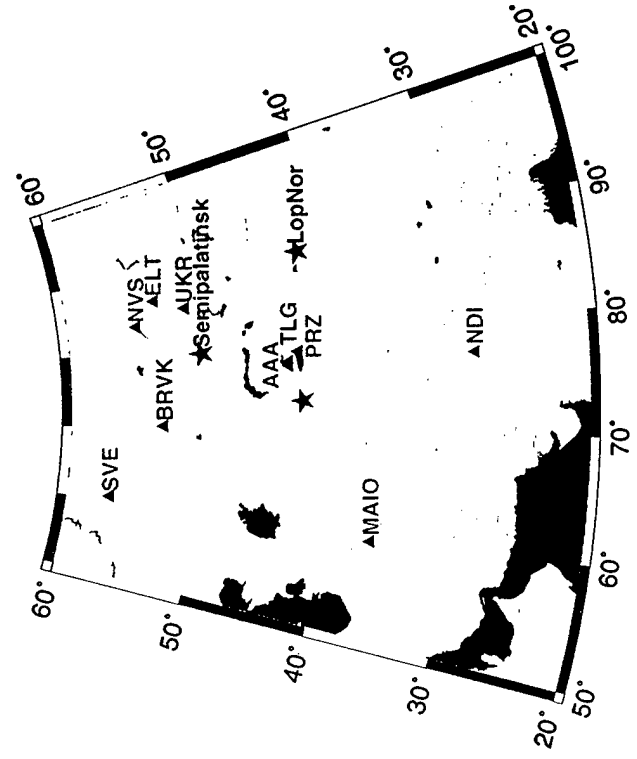 60°
50°
40°
30°
20°
100°
90°
80°
70°
60°
50°
20°
30°
40°
50°
60°
NVS
ELT
UKR
Semipalatinsk
LopNor
BRVK
SVE
AAA
TLG
PRZ
NDI
MAIO